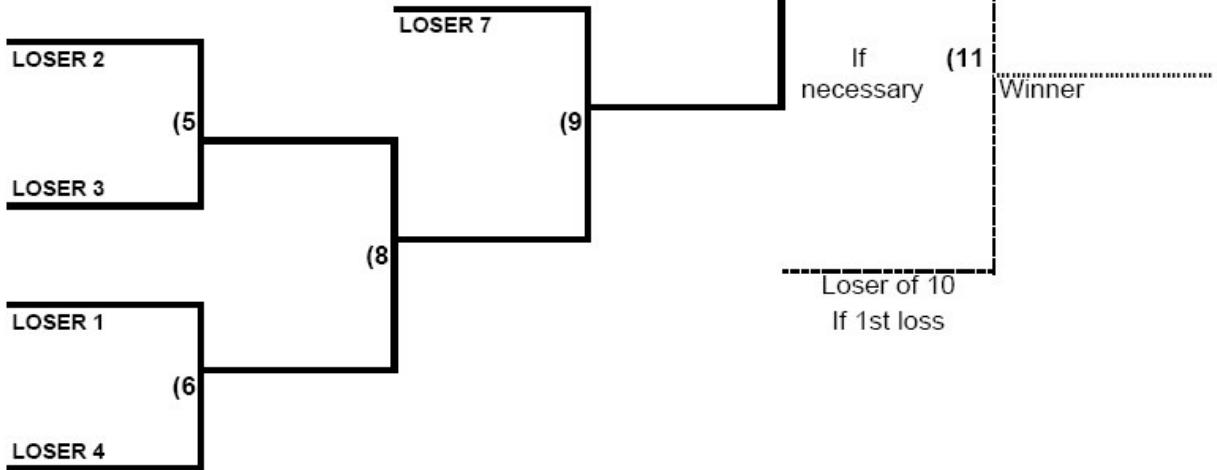 LOSER 7
LOSER 2
If
necessary
(11
Winner
(5
(9
LOSER 3
(8
Loser of 10
If 1st loss
LOSER 1
(6
LOSER 4